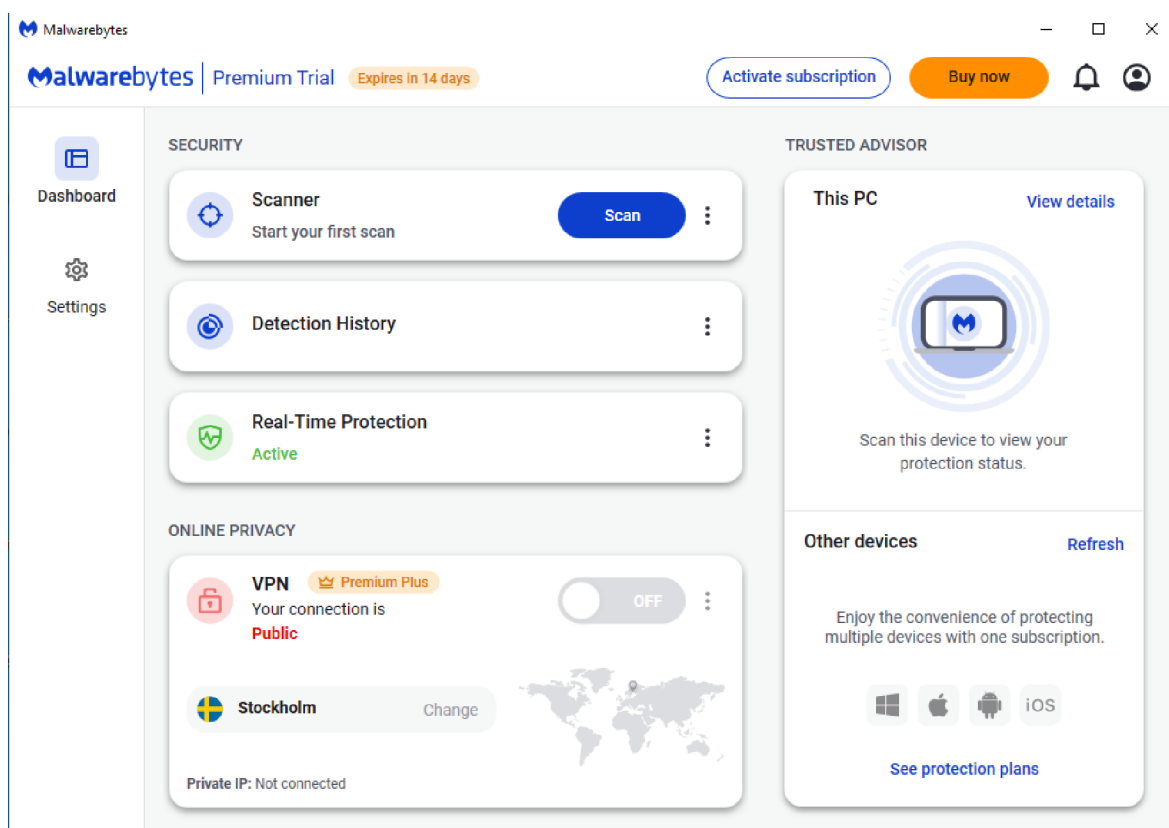 Malwarebytes
Malwarebytes Premium Trial Expires in 14 days Activate subscription Buy now
Dashboard
Settings
SECURITY
Scanner
Start your first scan
Scan
Detection History
Real-Time Protection
Active
ONLINE PRIVACY
VPN Premium Plus
Your connection is
Public
OFF
Stockholm Change
Private IP: Not connected
TRUSTED ADVISOR
This PC View details
Scan this device to view your
protection status.
Other devices Refresh
Enjoy the convenience of protecting
multiple devices with one subscription.
iOS
See protection plans